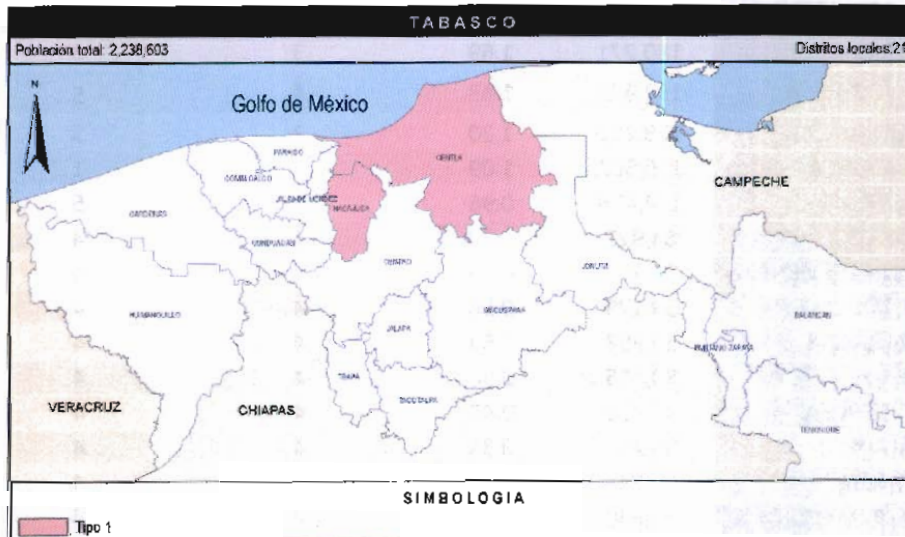 TABASCO
Población total: 2,238,603
Distritos locales:21
N
Golfo de México
PARAISO
CENTLA
COMALCALCO
CAMPECHE
JALPA DE MENDEZ
NACAJUCA
CARDENAS
CUNDUACAN
CENTRO
JONUTA
HUIMANGUILLO
MACUSPANA
BALANCAN
JALAPA
EMILIANO ZAPATA
TEAPA
VERACRUZ
CHIAPAS
TACOTALPA
TENOSIQUE
SIMBOLOGIA
Tipo 1